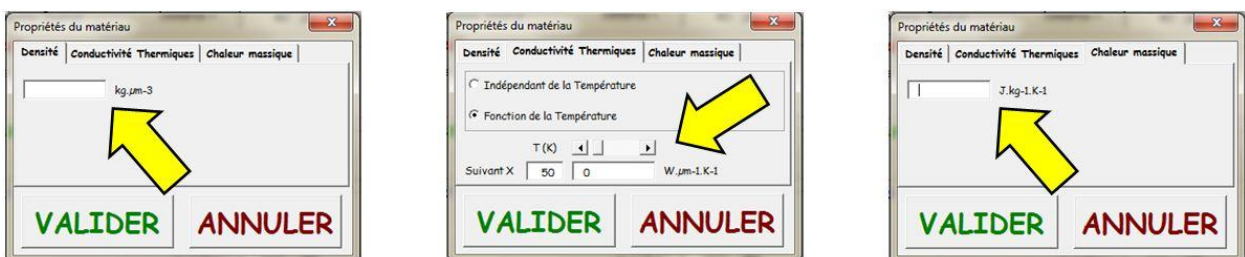 Propriétés du matériau
Densité Conductivité Thermiques Chaleur massique
kg.µm-3
VALIDER ANNULER
Propriétés du matériau
Densité Conductivité Thermiques Chaleur massique
Indépendant de la Température
Fonction de la Température
T (K)
Suivant X 50 0 W.µm-1.K-1
VALIDER ANNULER
Propriétés du matériau
Densité Conductivité Thermiques Chaleur massique
J.kg-1.K-1
VALIDER ANNULER